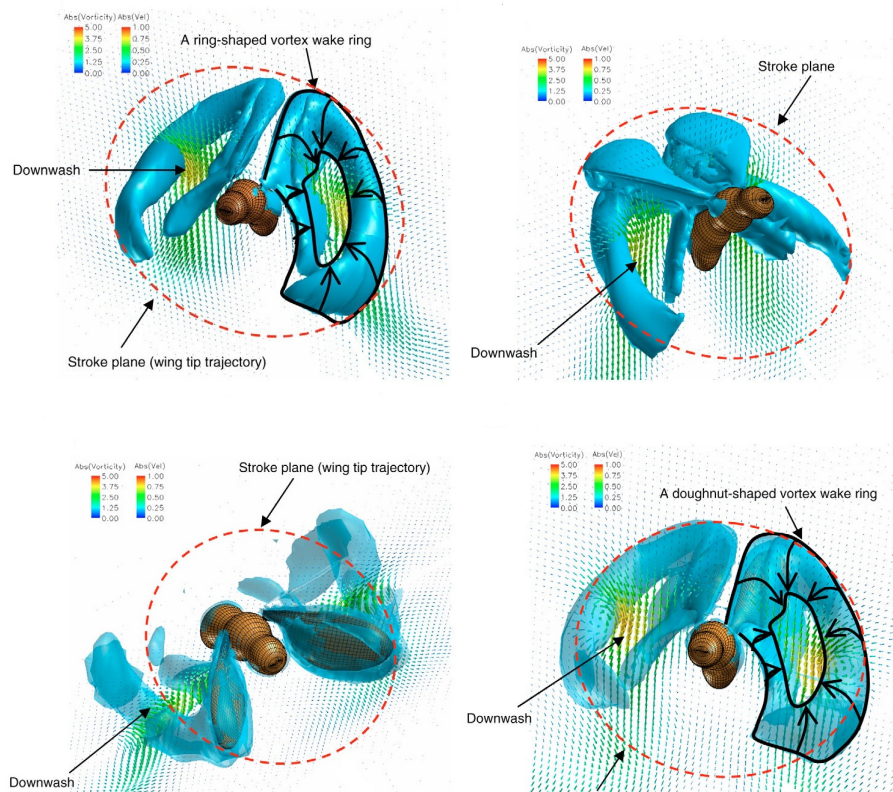 Abs(Vorticity) Abs(Vel)
5.00 1.00
3.75 0.75
2.50 0.50
1.25 0.25
0.00 0.00
A ring-shaped vortex wake ring
Downwash
Stroke plane (wing tip trajectory)
Abs(Vorticity) Abs(Vel)
5.00 1.00
3.75 0.75
2.50 0.50
1.25 0.25
0.00 0.00
Stroke plane
Downwash
Abs(Vorticity) Abs(Vel)
5.00 1.00
3.75 0.75
2.50 0.50
1.25 0.25
0.00 0.00
Stroke plane (wing tip trajectory)
Downwash
Abs(Vorticity) Abs(Vel)
5.00 1.00
3.75 0.75
2.50 0.50
1.25 0.25
0.00 0.00
A doughnut-shaped vortex wake ring
Downwash